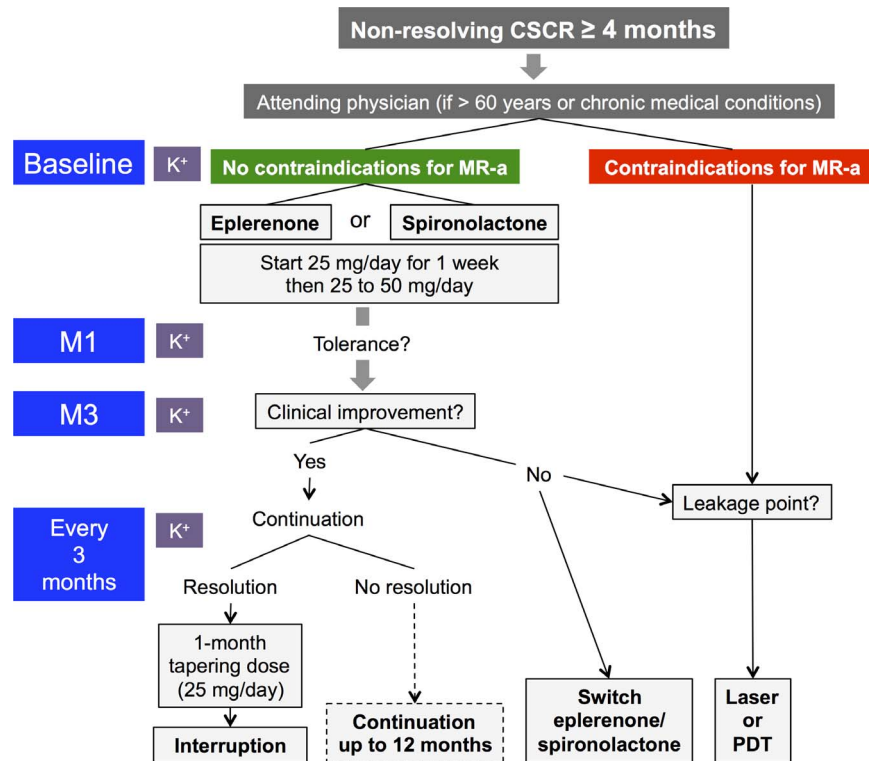 Non-resolving CSCR ≥ 4 months
Attending physician (if > 60 years or chronic medical conditions)
Baseline
K+
No contraindications for MR-a
Contraindications for MR-a
Eplerenone
or
Spironolactone
Start 25 mg/day for 1 week
then 25 to 50 mg/day
M1
K+
Tolerance?
M3
K+
Clinical improvement?
Yes
No
Leakage point?
Every
3
months
K+
Continuation
Resolution
No resolution
1-month
tapering dose
(25 mg/day)
Interruption
Continuation
up to 12 months
Switch
eplerenone/
spironolactone
Laser
or
PDT